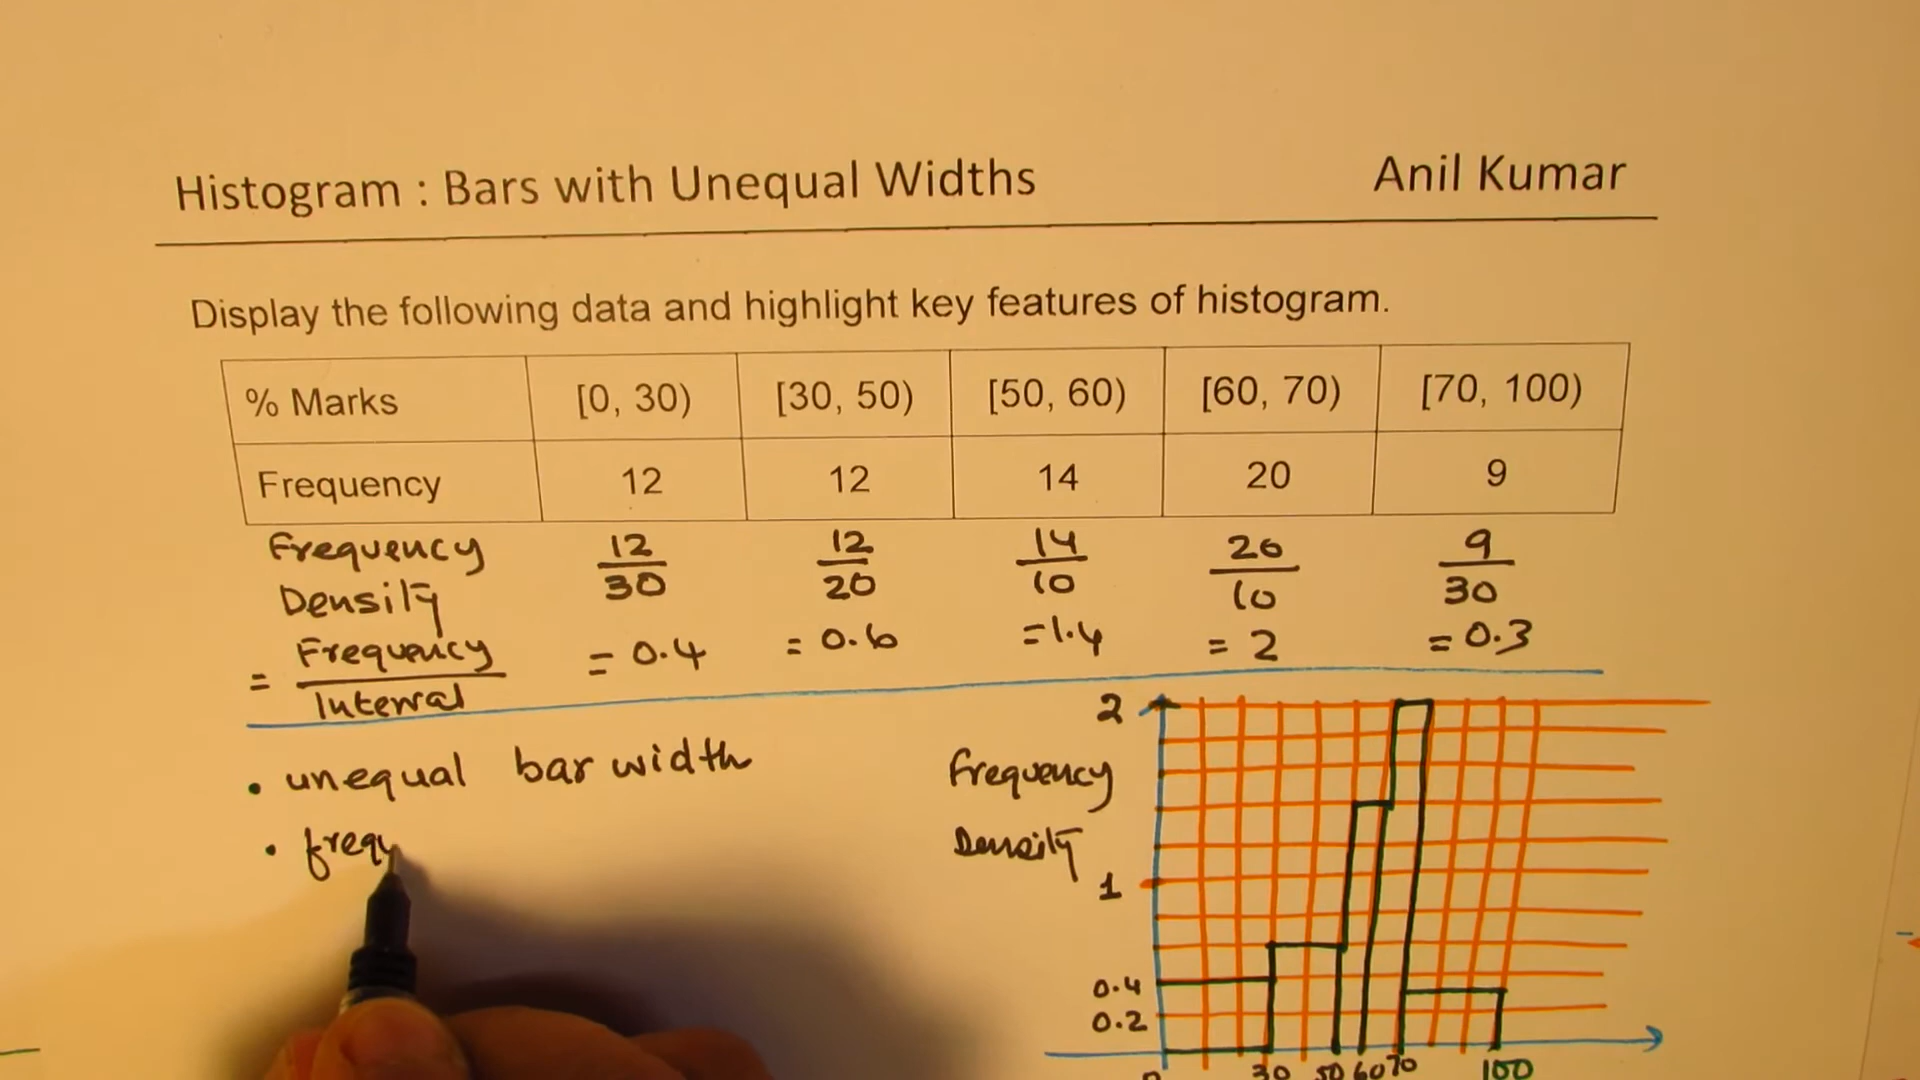 Histogram : Bars with Unequal Widths Anil Kumar
Display the following data and highlight key features of histogram.
% Marks [0, 30) [30, 50) [50, 60) [60, 70) [70, 100)
Frequency 12 12 14 20 9
Frequency 12 12 14 20 9
Density 30 20 10 10 30
= Frequency = 0.4 = 0.6 =1.4 = 2 = 0.3
Interval
2
• unequal bar width Frequency
• frequ Density
1
0.4
0.2
0 30 50 60 70 100